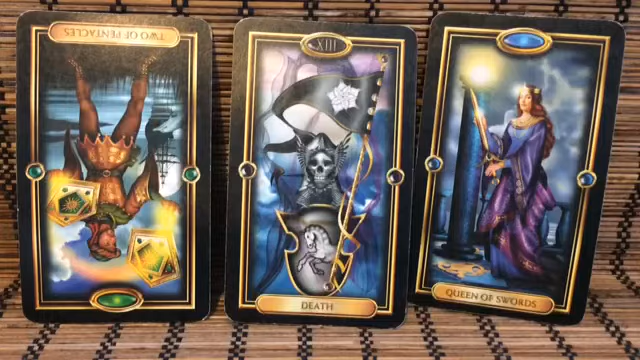 TWO OF PENTACLES
XIII
DEATH
QUEEN OF SWORDS